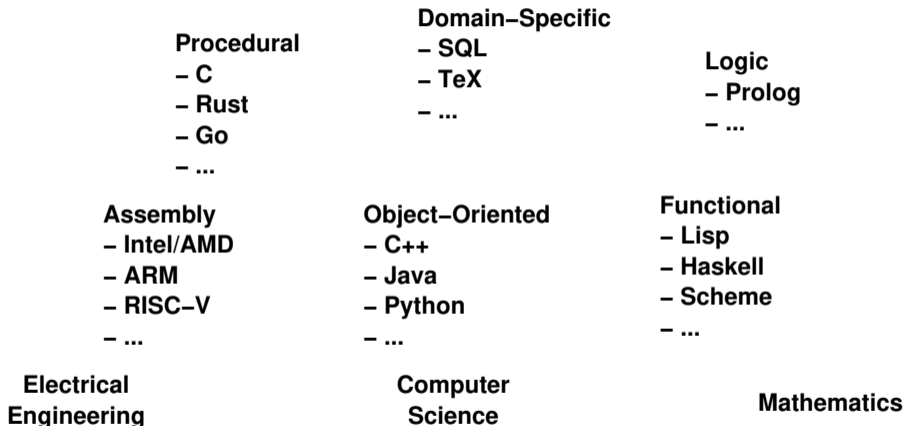 Procedural
– C
– Rust
– Go
– ...
Domain–Specific
– SQL
– TeX
– ...
Logic
– Prolog
– ...
Assembly
– Intel/AMD
– ARM
– RISC–V
– ...
Object–Oriented
– C++
– Java
– Python
– ...
Functional
– Lisp
– Haskell
– Scheme
– ...
Electrical
Engineering
Computer
Science
Mathematics